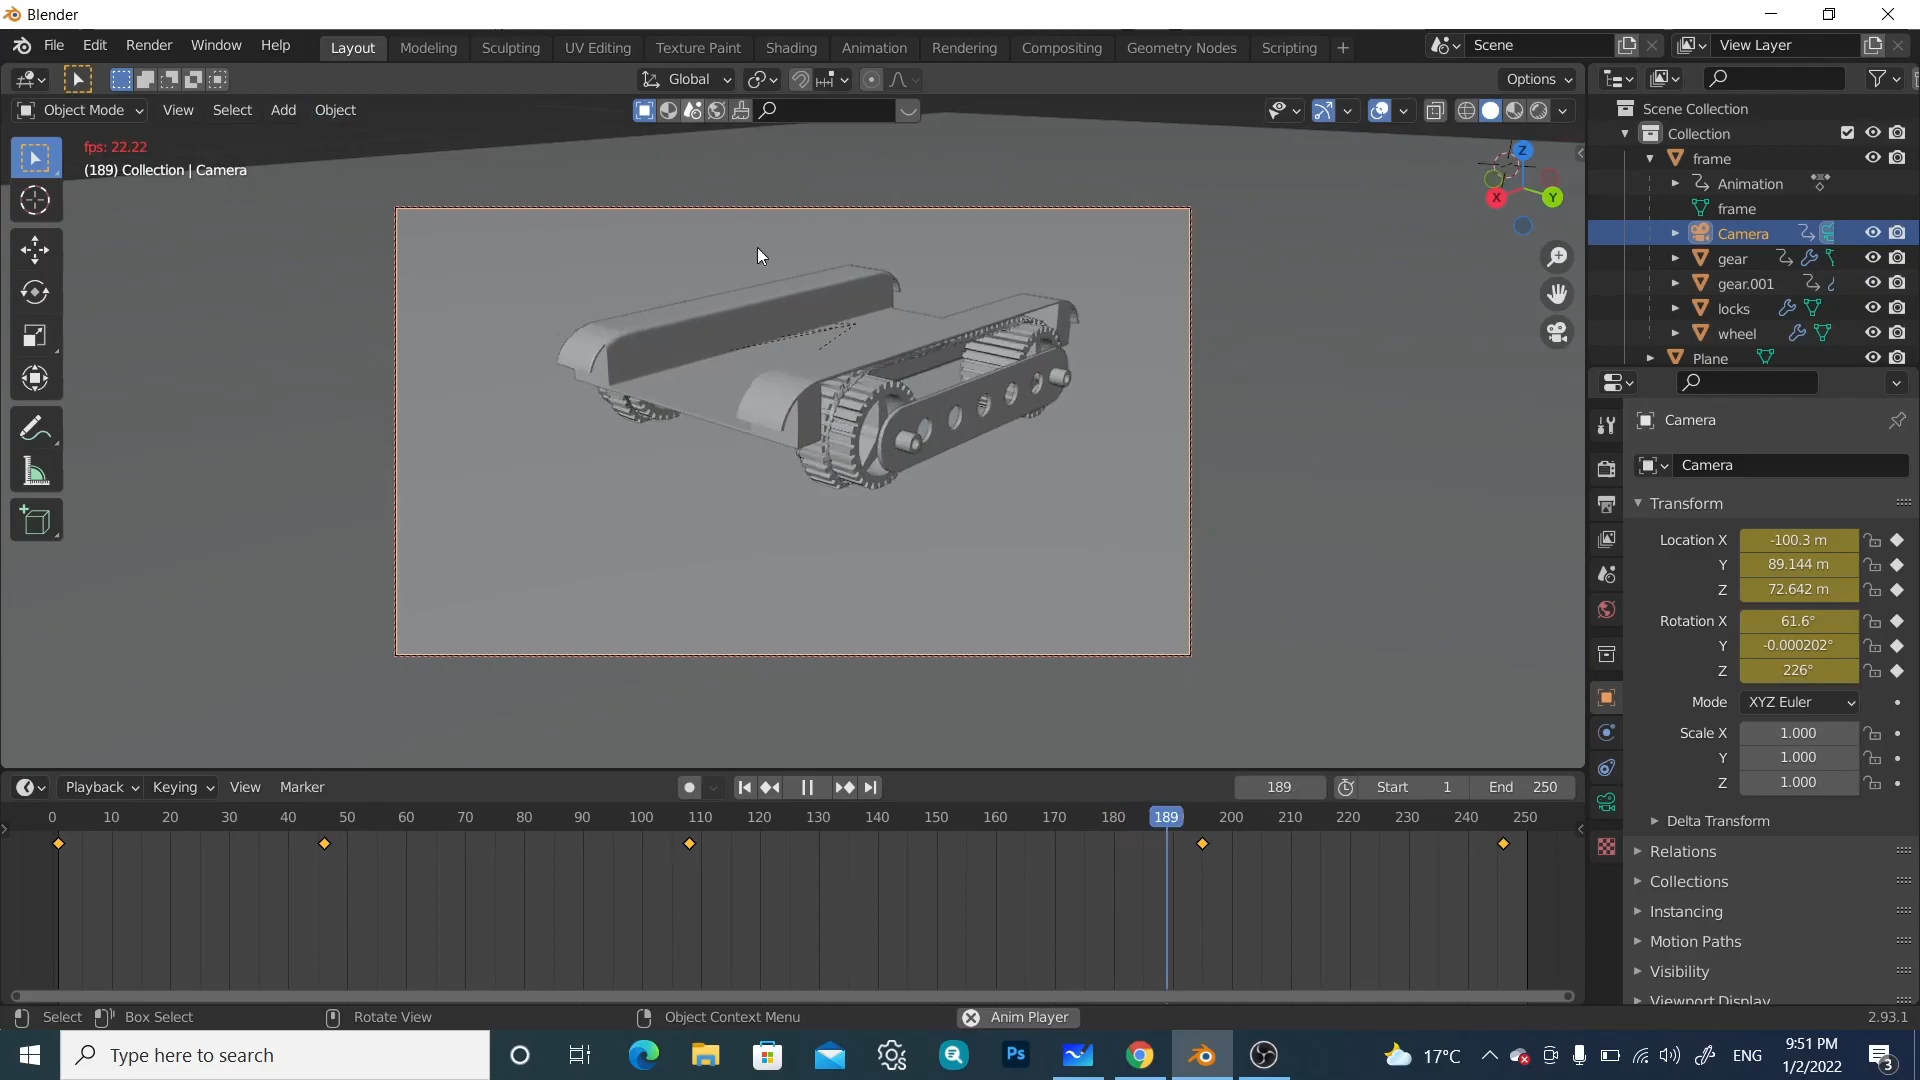 Blender
File Edit Render Window Help Layout Modeling Sculpting UV Editing Texture Paint Shading Animation Rendering Compositing Geometry Nodes Scripting Scene View Layer
Global Options
Object Mode View Select Add Object
Scene Collection
Collection
frame
Animation
frame
Camera
gear
gear.001
locks
wheel
Plane
fps: 22.22
(189) Collection | Camera
Z
X
Y
Camera
Camera
Transform
Location X -100.3 m
Y 89.144 m
Z 72.642 m
Rotation X 61.6°
Y -0.000202°
Z 226°
Mode XYZ Euler
Scale X 1.000
Y 1.000
Z 1.000
Delta Transform
Relations
Collections
Instancing
Motion Paths
Visibility
Viewport Display
Playback Keying View Marker 189 Start 1 End 250
0 10 20 30 40 50 60 70 80 90 100 110 120 130 140 150 160 170 180 189 200 210 220 230 240 250
Select Box Select Rotate View Object Context Menu Anim Player 2.93.1
Type here to search Ps 17°C ENG 9:51 PM
1/2/2022 3